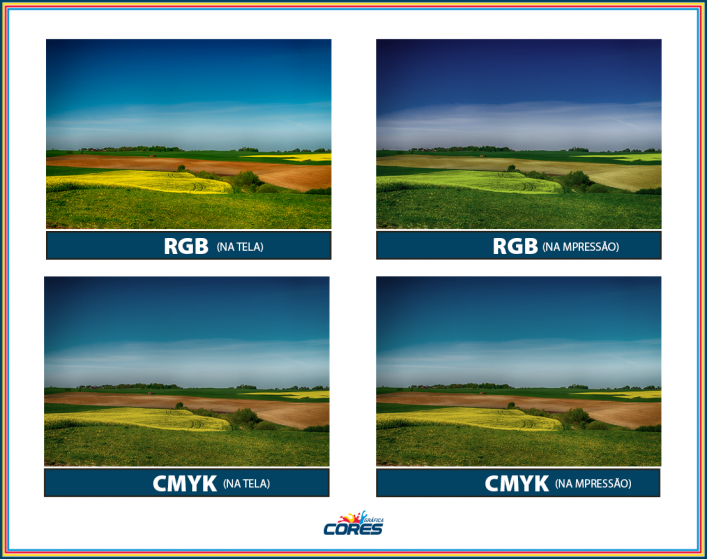 RGB (NA TELA)
RGB (NA MPRESSÃO)
CMYK (NA TELA)
CMYK (NA MPRESSÃO)
GRÁFICA
CORES